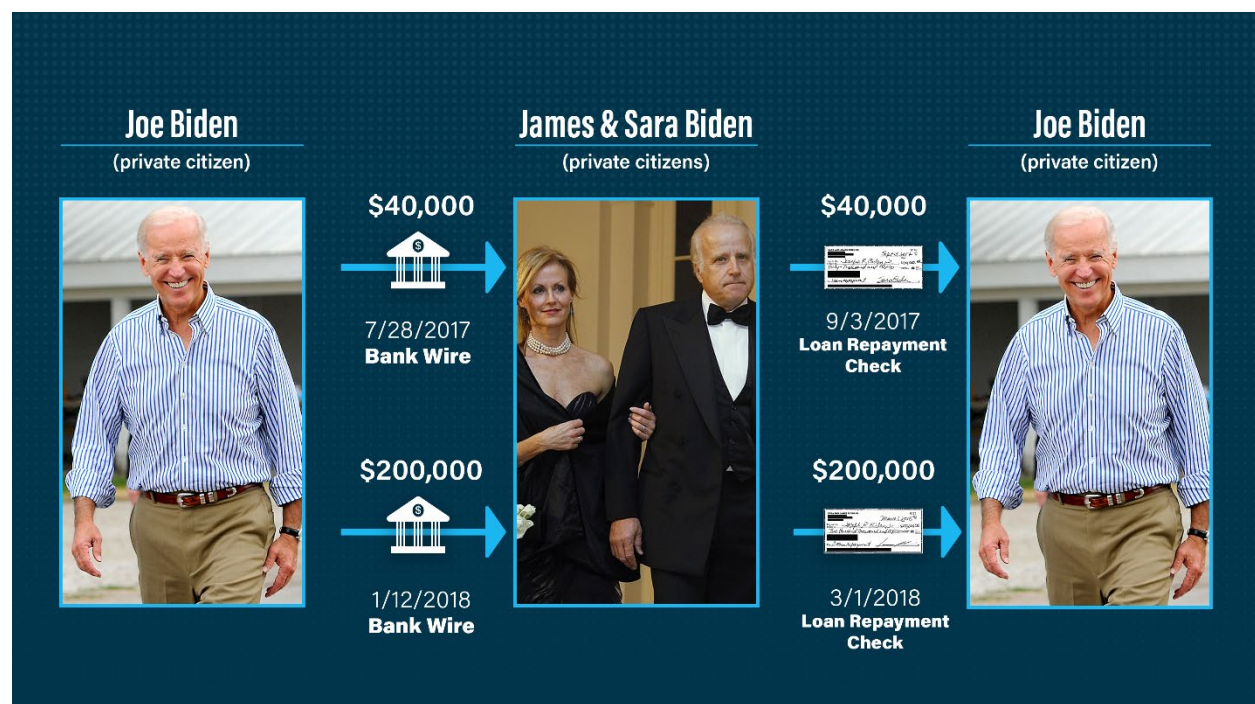 Joe Biden
(private citizen)
James & Sara Biden
(private citizens)
Joe Biden
(private citizen)
$40,000
$
7/28/2017
Bank Wire
$200,000
$
1/12/2018
Bank Wire
$40,000
9/3/2017
Loan Repayment
Check
$200,000
3/1/2018
Loan Repayment
Check